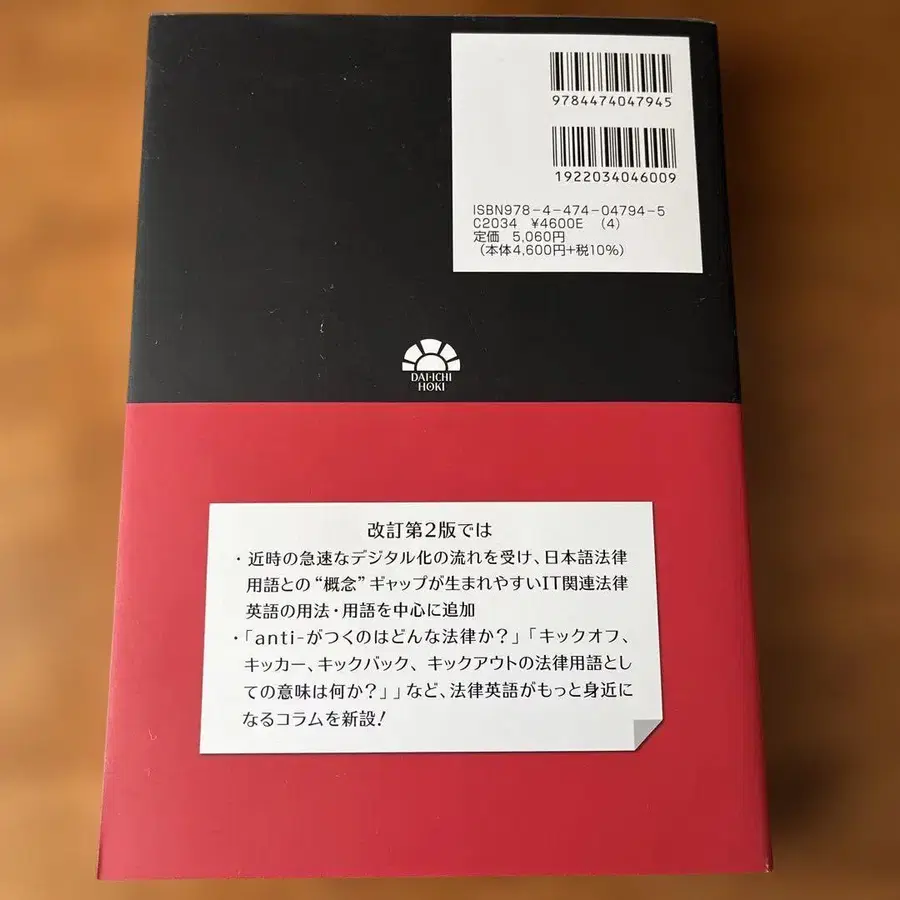 9784474047945
1922034046009
ISBN978-4-474-04794-5
C2034 ¥4600E (4)
定価 5,060円
(本体4,600円+税10%)
DAI-ICHI
HOKI
改訂第2版では
・近時の急速なデジタル化の流れを受け、日本語法律
用語との“概念”ギャップが生まれやすいIT関連法律
英語の用法・用語を中心に追加
・「anti-がつくのはどんな法律か?」「キックオフ、
キッカー、キックバック、キックアウトの法律用語とし
ての意味は何か?」」など、法律英語がもっと身近に
なるコラムを新設!